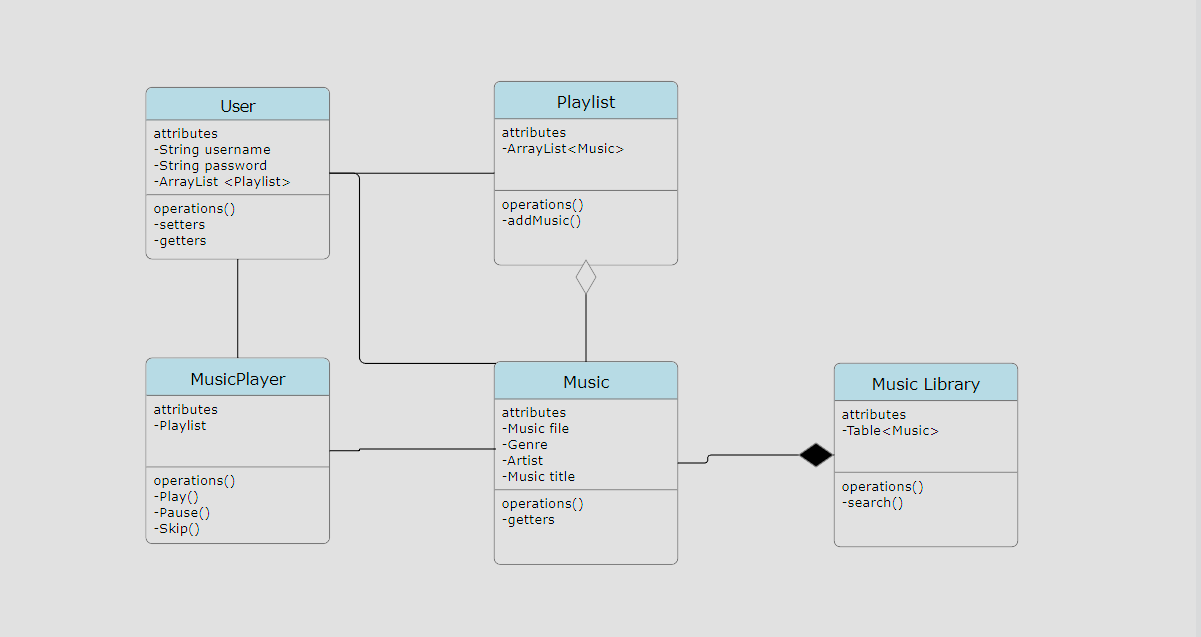 User
attributes
-String username
-String password
-ArrayList <Playlist>
operations()
-setters
-getters
Playlist
attributes
-ArrayList<Music>
operations()
-addMusic()
MusicPlayer
attributes
-Playlist
operations()
-Play()
-Pause()
-Skip()
Music
attributes
-Music file
-Genre
-Artist
-Music title
operations()
-getters
Music Library
attributes
-Table<Music>
operations()
-search()